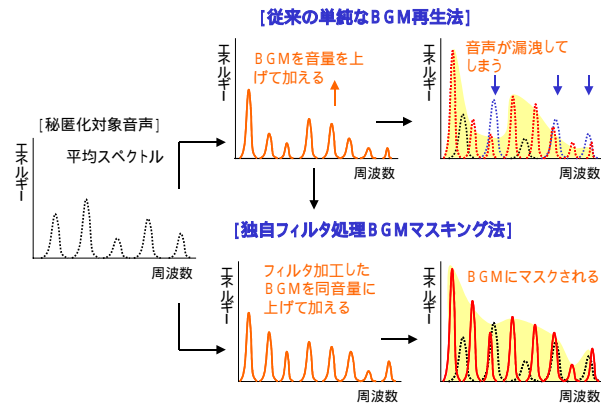 [従来の単純なBGM再生法]
エネルギー
BGMを音量を上
げて加える
周波数
エネルギー
音声が漏洩して
しまう
周波数
[秘匿化対象音声]
エネルギー
平均スペクトル
周波数
[独自フィルタ処理BGMマスキング法]
エネルギー
フィルタ加工した
BGMを同音量に
上げて加える
周波数
エネルギー
BGMにマスクされる
周波数